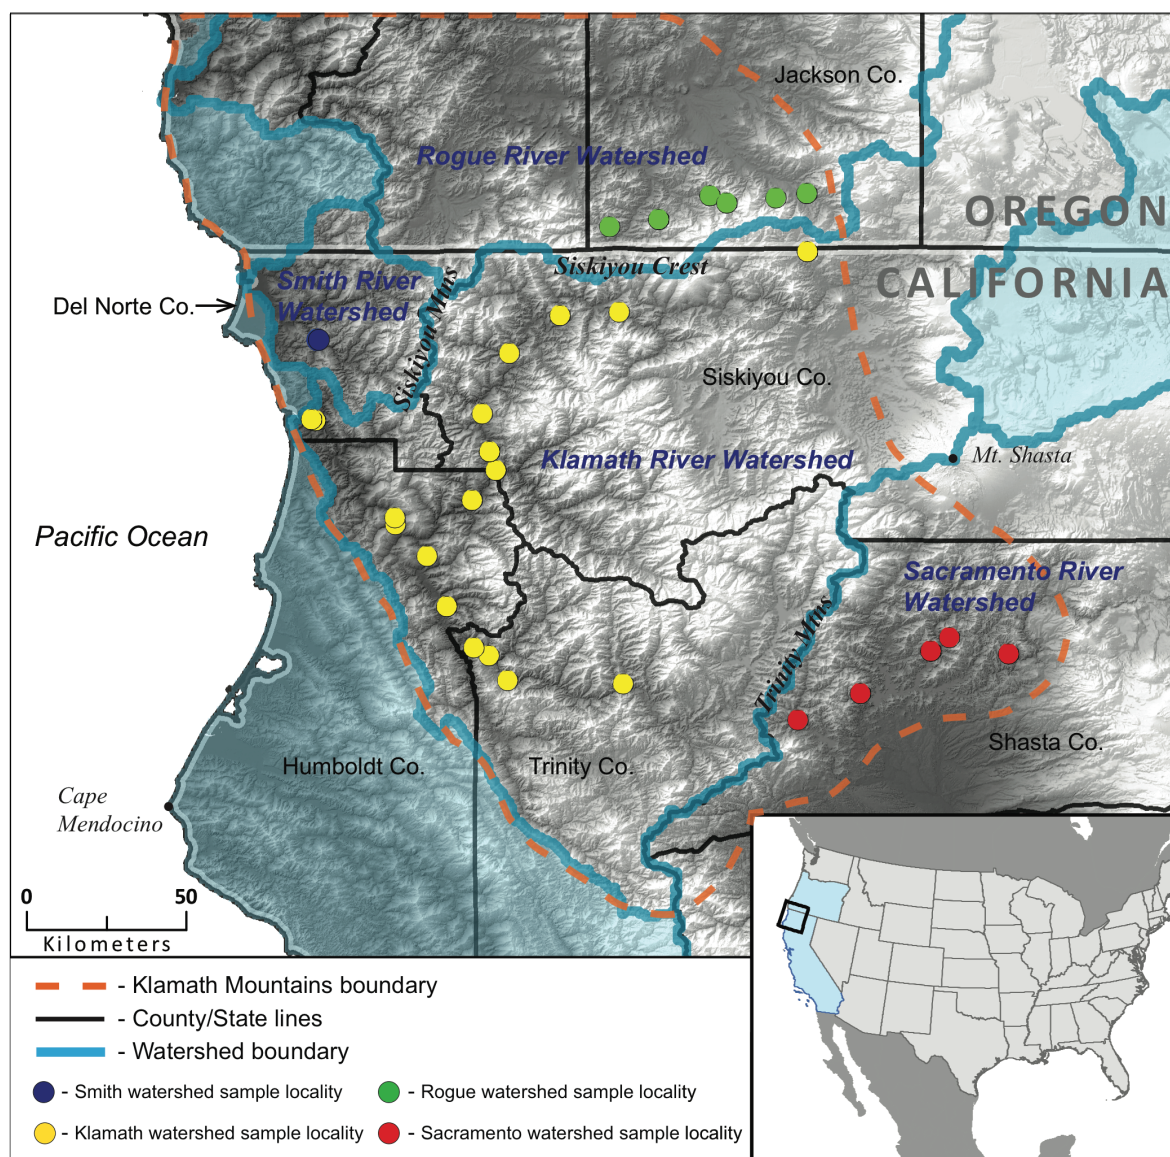 Jackson Co.
Rogue River Watershed
OREGON
Siskiyou Crest
CALIFORNIA
Smith River
Watershed
Del Norte Co.
Siskiyou Mtns
Siskiyou Co.
Klamath River Watershed
Mt. Shasta
Pacific Ocean
Sacramento River
Watershed
Trinity Mtns
Shasta Co.
Humboldt Co.
Trinity Co.
Cape
Mendocino
0 50
Kilometers
- Klamath Mountains boundary
- County/State lines
- Watershed boundary
- Smith watershed sample locality
- Rogue watershed sample locality
- Klamath watershed sample locality
- Sacramento watershed sample locality